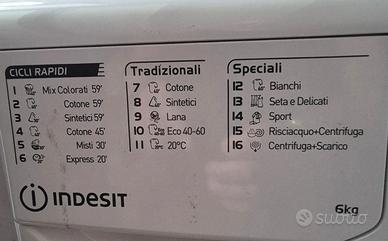 CICLI RAPIDI
1 Mix Colorati 59'
2 Cotone 59'
3 Sintetici 59'
4 Cotone 45'
5 Misti 30'
6 Express 20'
Tradizionali
7 Cotone
8 Sintetici
9 Lana
10 Eco 40-60
11 20°C
Speciali
12 Bianchi
13 Seta e Delicati
14 Sport
15 Risciacquo+Centrifuga
16 Centrifuga+Scarico
INDESIT
6kg
subito